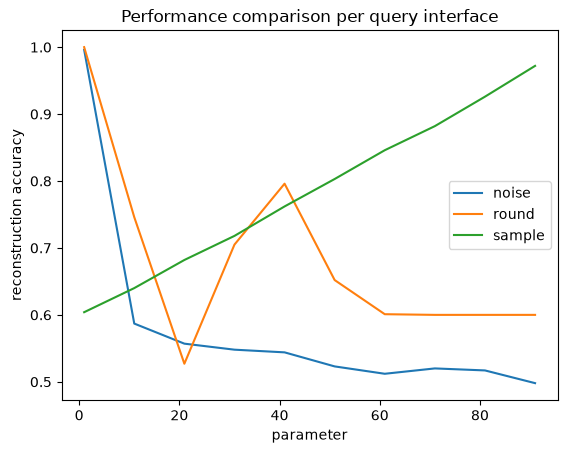 Performance comparison per query interface
1.0
0.9
0.8
0.7
0.6
0.5
reconstruction accuracy
noise
round
sample
0
20
40
60
80
parameter